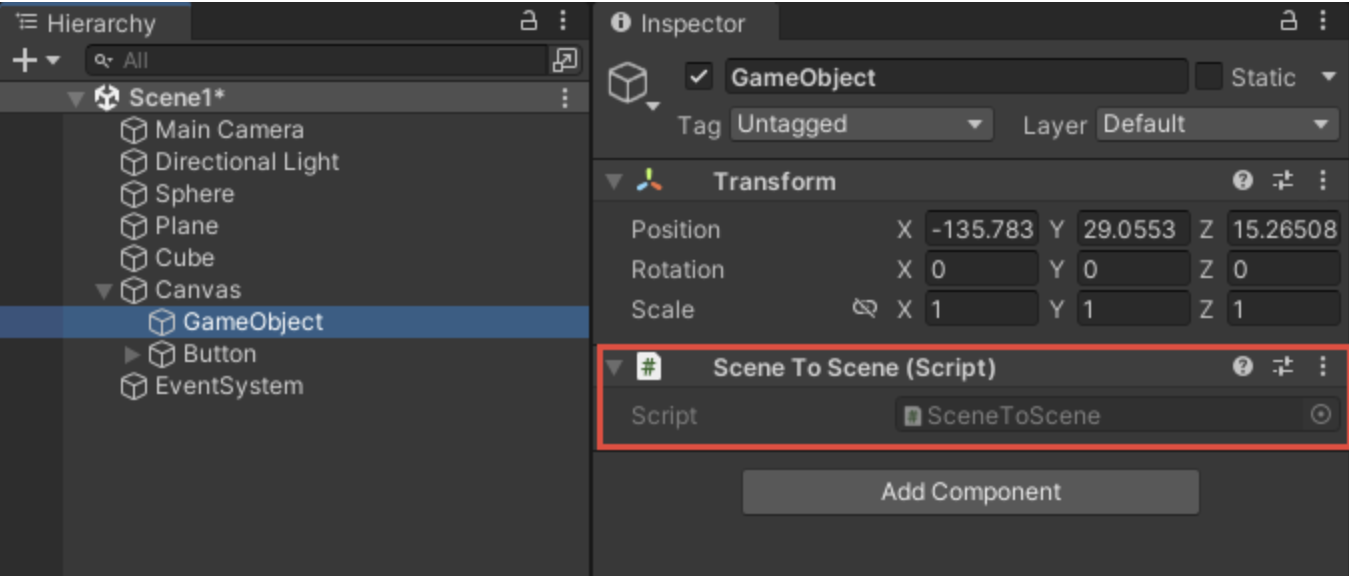 Hierarchy
All
Scene1*
Main Camera
Directional Light
Sphere
Plane
Cube
Canvas
GameObject
Button
EventSystem
Inspector
GameObject Static
Tag Untagged Layer Default
Transform
Position X -135.783 Y 29.0553 Z 15.26508
Rotation X 0 Y 0 Z 0
Scale X 1 Y 1 Z 1
# Scene To Scene (Script)
Script # SceneToScene
Add Component